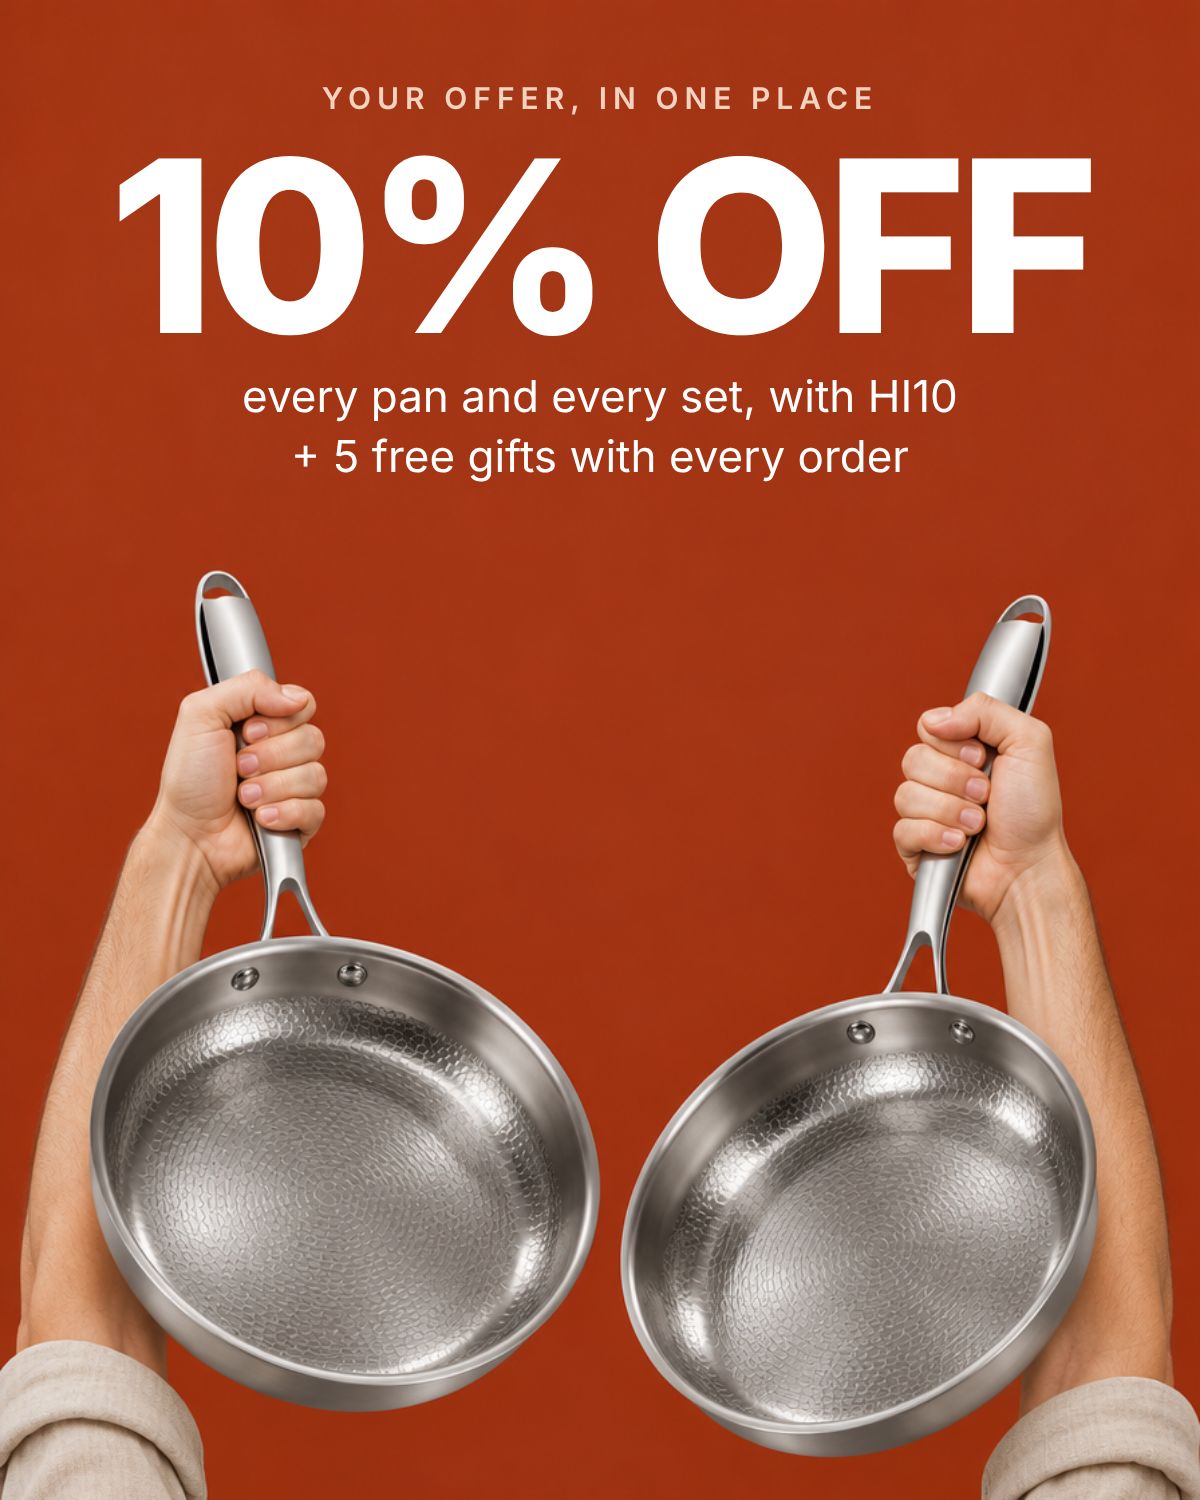 YOUR OFFER, IN ONE PLACE
10% OFF
every pan and every set, with HI10
+ 5 free gifts with every order